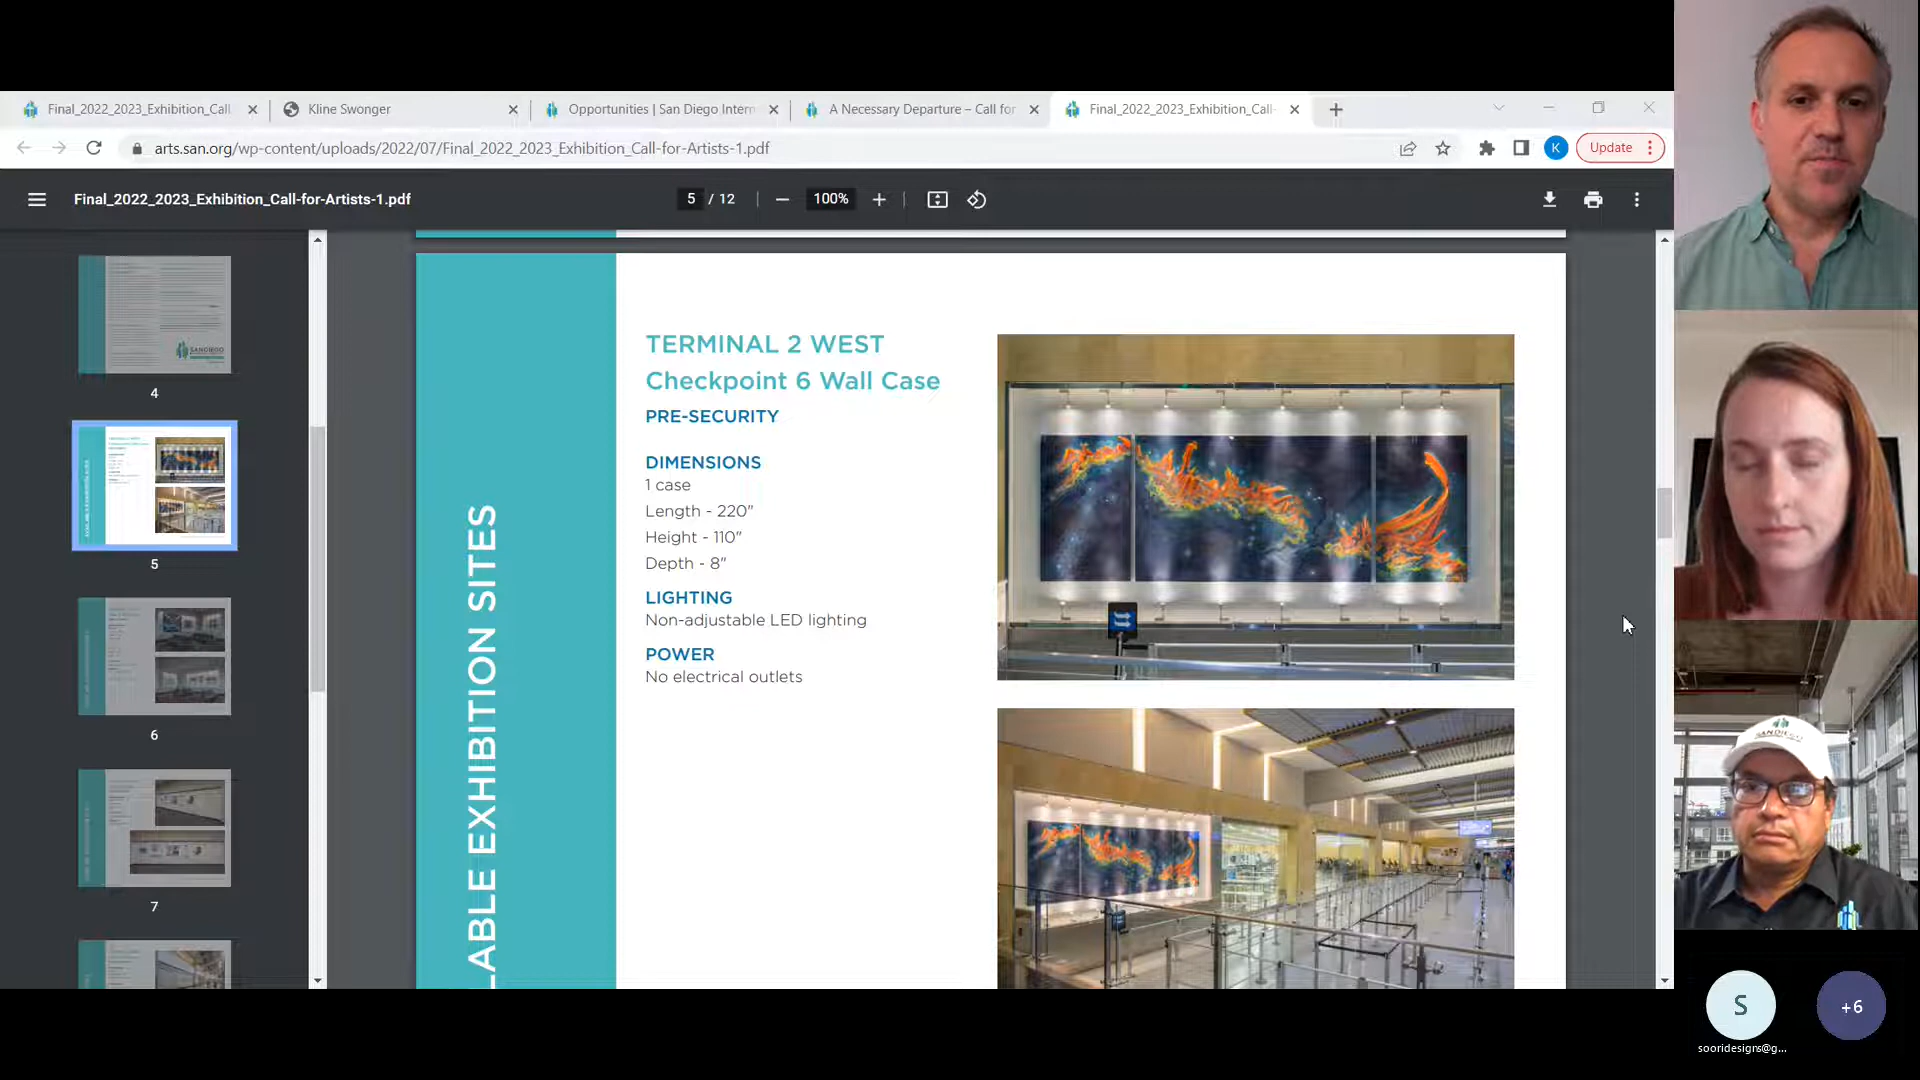 Final_2022_2023_Exhibition_Call
Kline Swonger
Opportunities | San Diego Intern
A Necessary Departure – Call for
Final_2022_2023_Exhibition_Call-
arts.san.org/wp-content/uploads/2022/07/Final_2022_2023_Exhibition_Call-for-Artists-1.pdf
K
Update
Final_2022_2023_Exhibition_Call-for-Artists-1.pdf
5 / 12
100%
4
5
6
7
LABLE EXHIBITION SITES
TERMINAL 2 WEST
Checkpoint 6 Wall Case
PRE-SECURITY
DIMENSIONS
1 case
Length - 220"
Height - 110"
Depth - 8"
LIGHTING
Non-adjustable LED lighting
POWER
No electrical outlets
SANDIEGO
S
+6
sooridesigns@g...